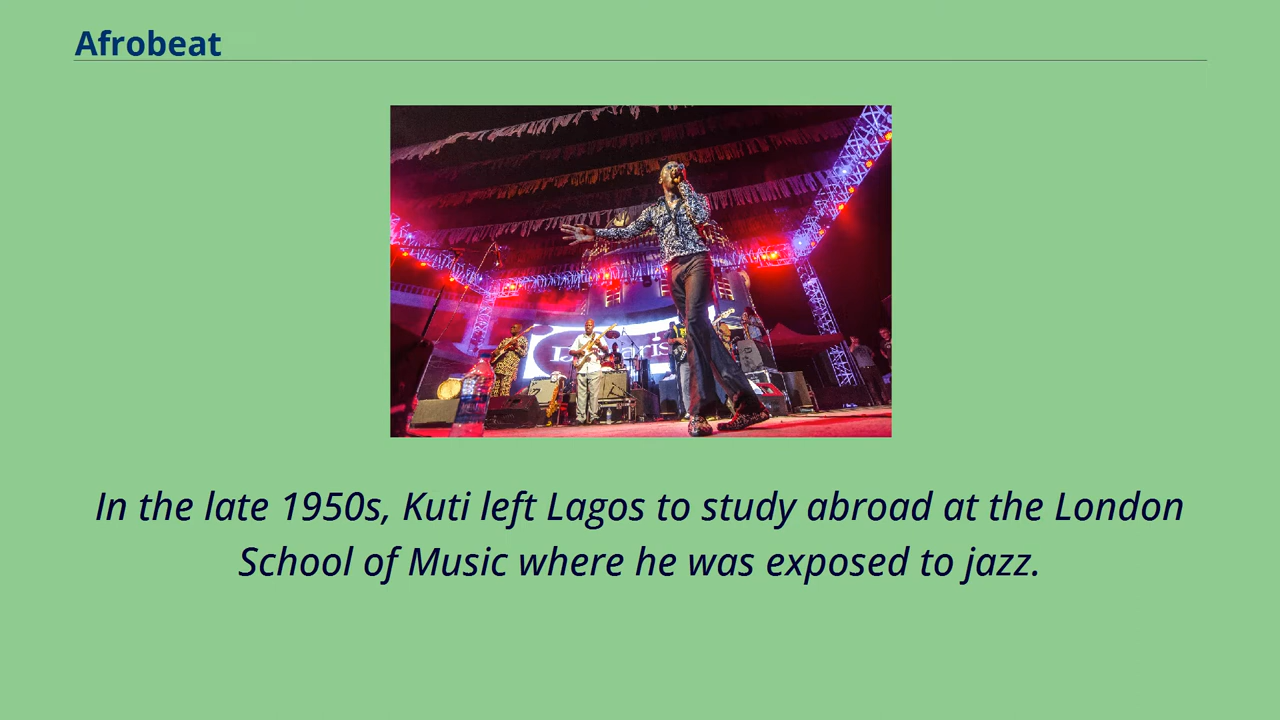 Afrobeat
In the late 1950s, Kuti left Lagos to study abroad at the London
School of Music where he was exposed to jazz.